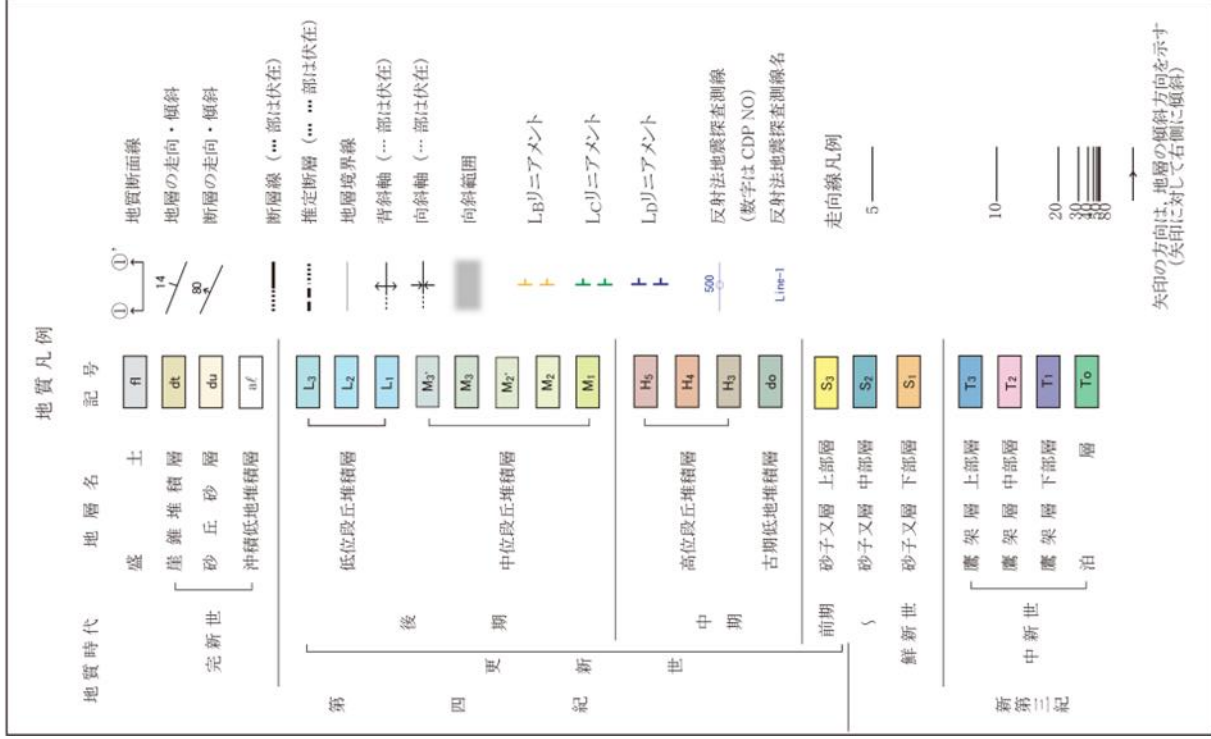 地質凡例
地質時代 地層名 記号
第四紀
完新世
盛土 fl
崖錐堆積層 dt
砂丘砂層 du
沖積低地堆積層 aℓ
更新世
後期
低位段丘堆積層
L3
L2
L1
中位段丘堆積層
M3'
M3
M2'
M2
M1
中期
高位段丘堆積層
H5
H4
H3
古期低地堆積層 do
前期
～
鮮新世
砂子又層 上部層 S3
砂子又層 中部層 S2
砂子又層 下部層 S1
新第三紀
中新世
鷹架層 上部層 T3
鷹架層 中部層 T2
鷹架層 下部層 T1
泊層 To
① ①' 地質断面線
14 地層の走向・傾斜
80 断層の走向・傾斜
断層線（… 部は伏在）
推定断層（… … 部は伏在）
地層境界線
背斜軸（… 部は伏在）
向斜軸（… 部は伏在）
向斜範囲
LBリニアメント
LCリニアメント
LDリニアメント
500 反射法地震探査測線
（数字は CDP NO）
Line-1 反射法地震探査測線名
走向線凡例
5
10
20
30
40
50
60
80
矢印の方向は，地層の傾斜方向を示す
（矢印に対して右側に傾斜）